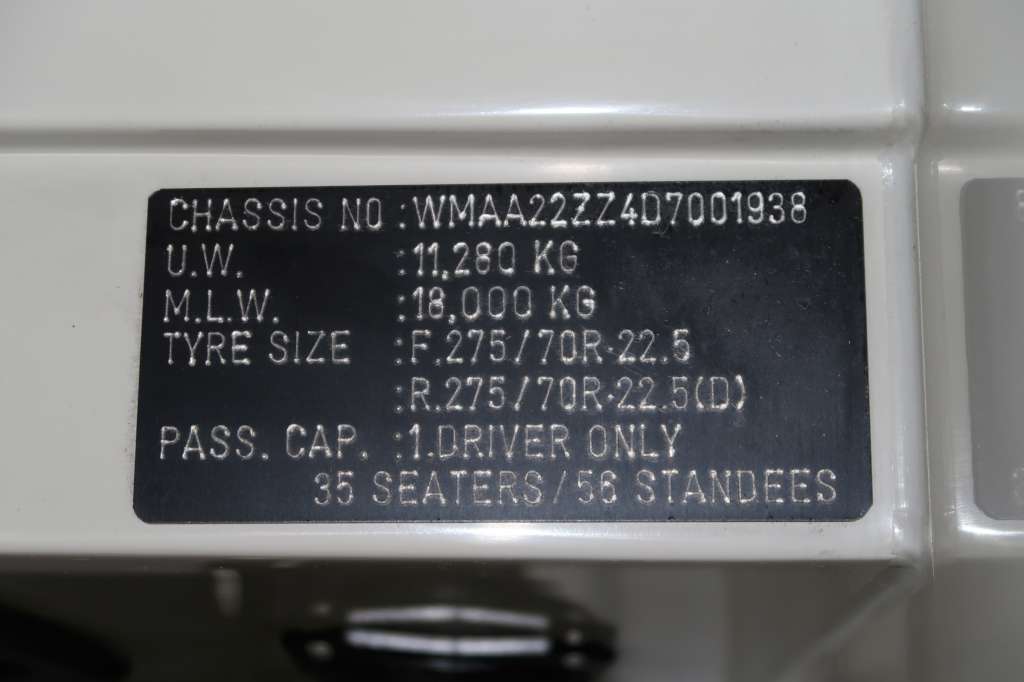 CHASSIS NO :WMAA22ZZ4D7001938
U.W. :11,280 KG
M.L.W. :18,000 KG
TYRE SIZE :F.275/70R·22.5
:R.275/70R·22.5(D)
PASS. CAP. :1.DRIVER ONLY
35 SEATERS/56 STANDEES